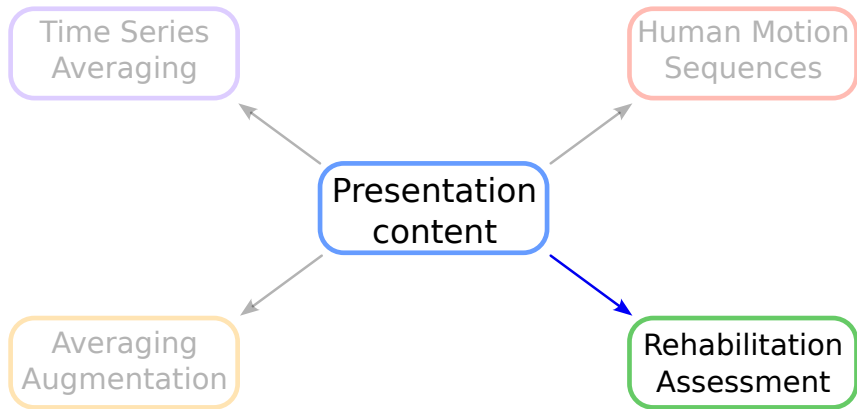 Time Series
Averaging
Human Motion
Sequences
Presentation
content
Averaging
Augmentation
Rehabilitation
Assessment